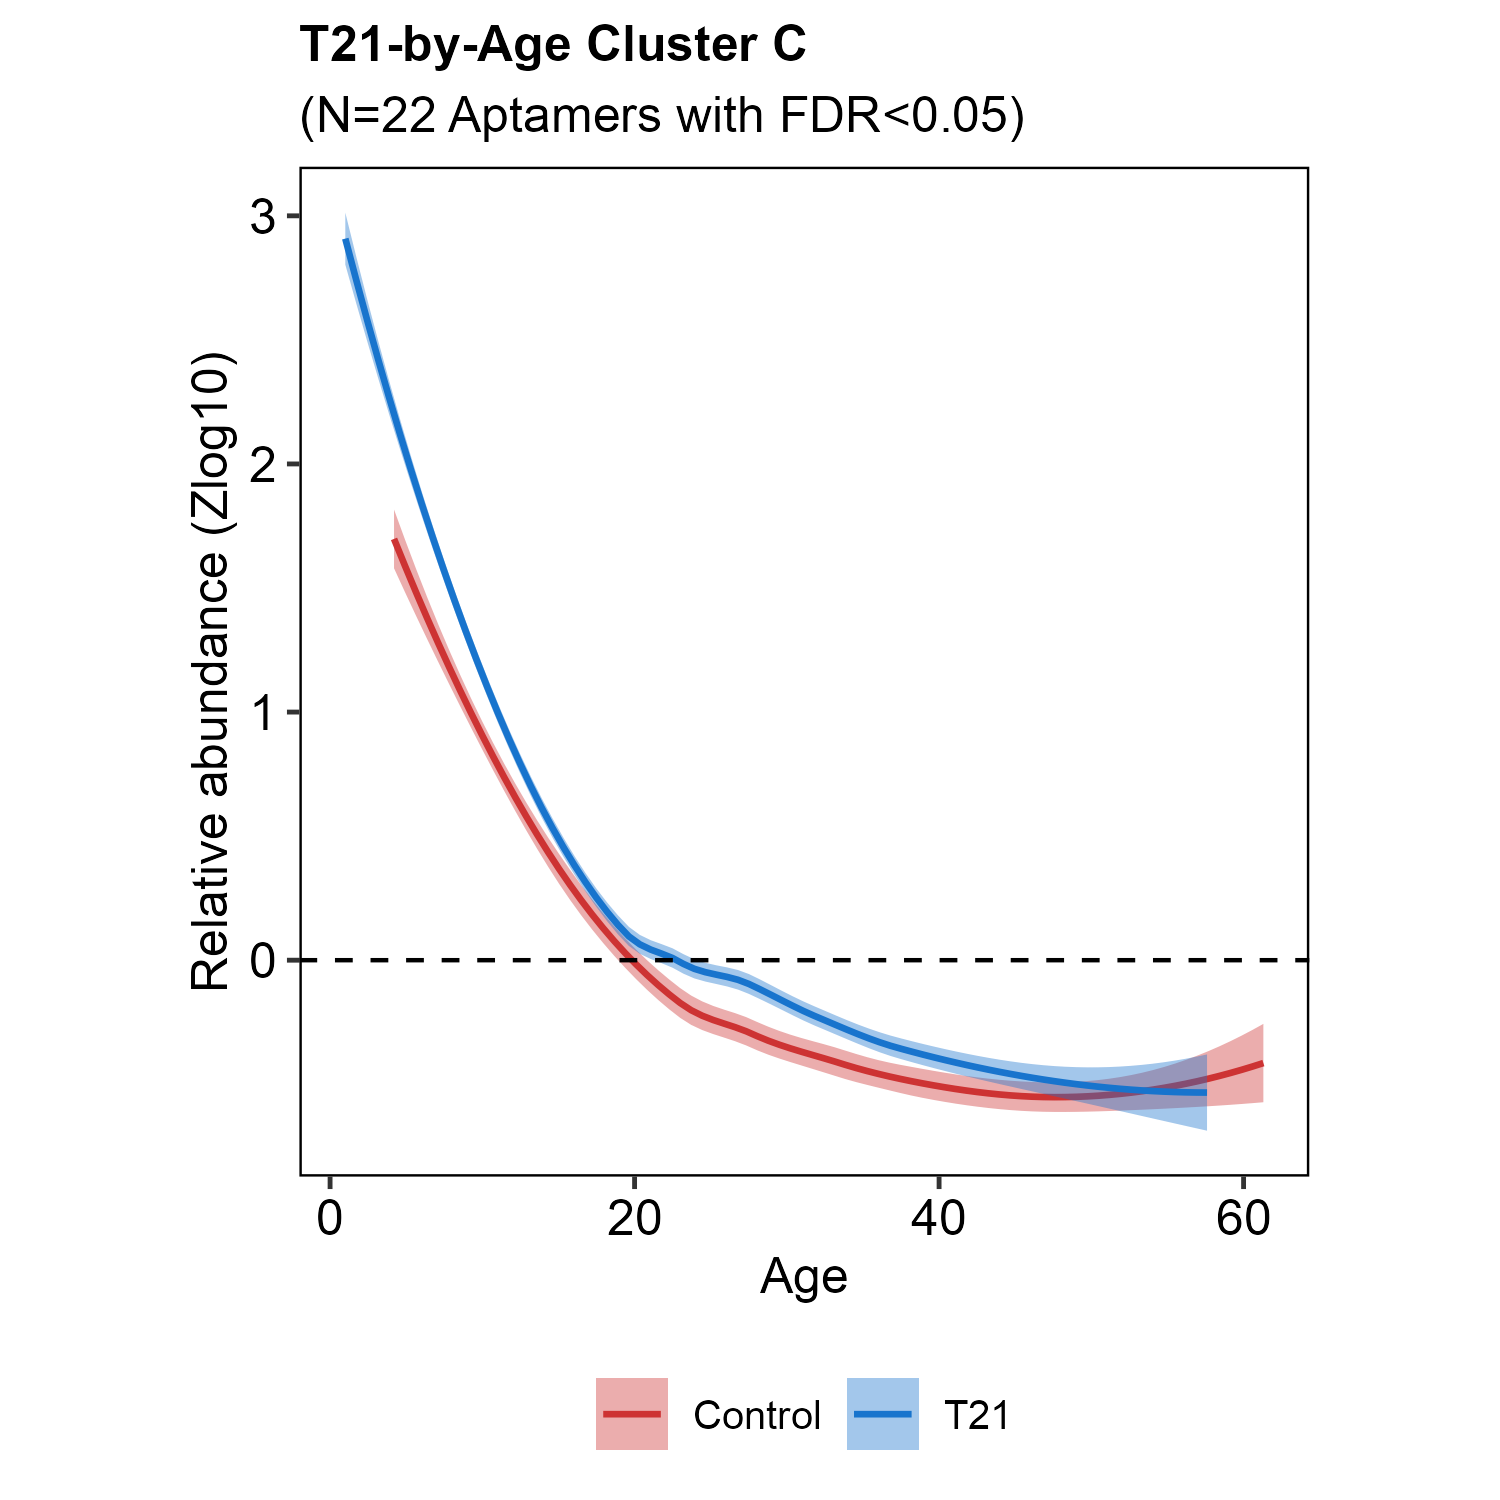 T21-by-Age Cluster C
(N=22 Aptamers with FDR<0.05)
Relative abundance (Zlog10)
3
2
1
0
0 20 40 60
Age
Control T21